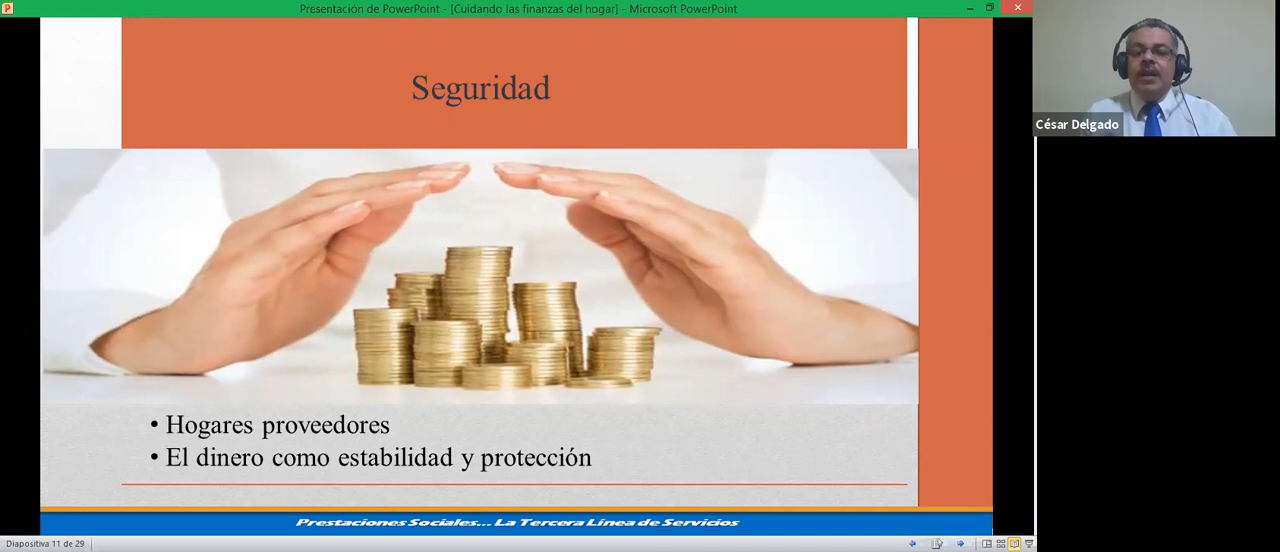 Presentación de PowerPoint - [Cuidando las finanzas del hogar] - Microsoft PowerPoint
Seguridad
César Delgado
• Hogares proveedores
• El dinero como estabilidad y protección
Prestaciones Sociales... La Tercera Línea de Servicios
Diapositiva 11 de 29